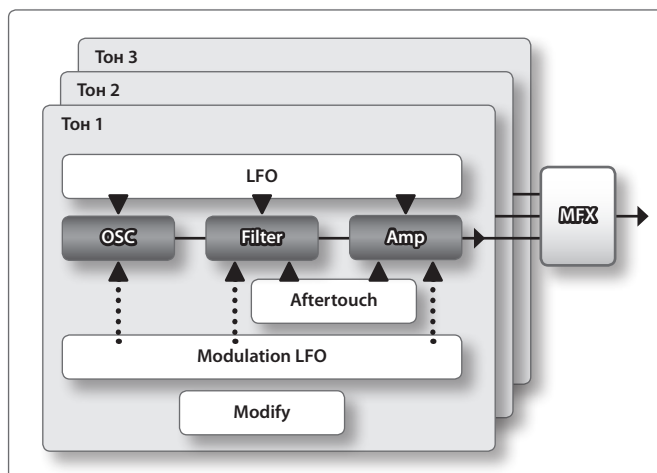 Тон 3
Тон 2
Тон 1
LFO
OSC
Filter
Amp
MFX
Aftertouch
Modulation LFO
Modify